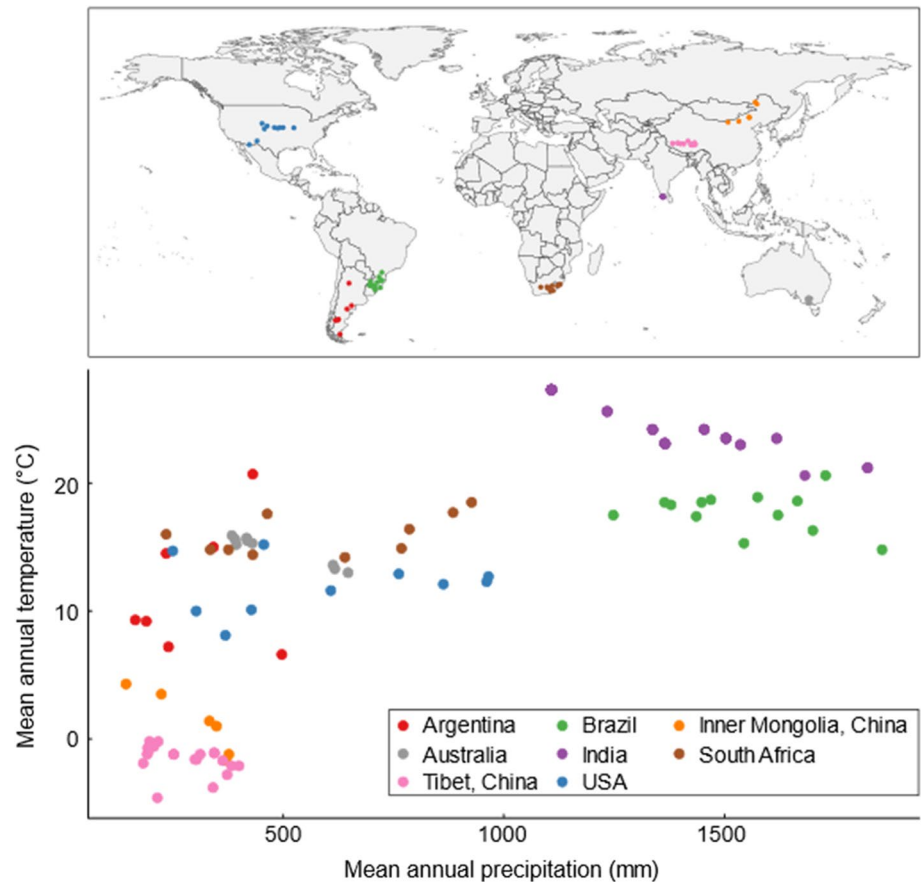 Mean annual temperature (°C)
20
10
0
Argentina Brazil Inner Mongolia, China
Australia India South Africa
Tibet, China USA
500 1000 1500
Mean annual precipitation (mm)